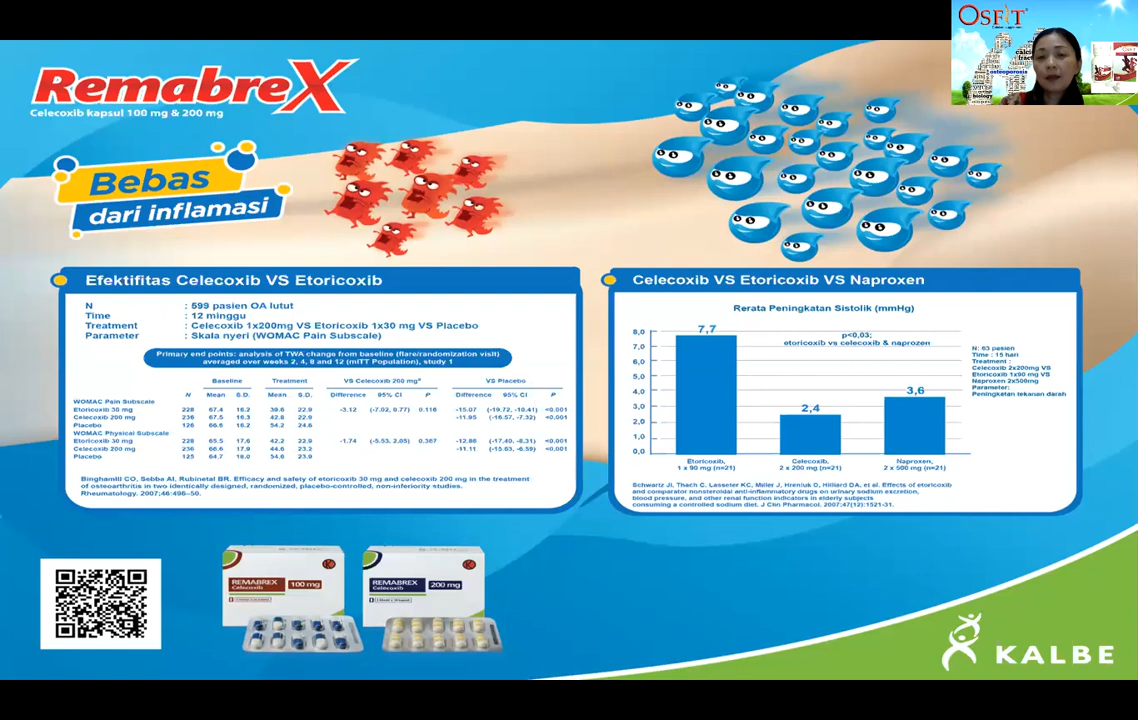 RemabreX
Celecoxib kapsul 100 mg & 200 mg
Bebas
dari inflamasi
OSFIT
osteoporosis
Efektifitas Celecoxib VS Etoricoxib
N : 599 pasien OA lutut
Time : 12 minggu
Treatment : Celecoxib 1x200mg VS Etoricoxib 1x30 mg VS Placebo
Parameter : Skala nyeri (WOMAC Pain Subscale)
Primary end points: analysis of TWA change from baseline (flare/randomization visit)
averaged over weeks 2, 4, 8 and 12 (mITT Population), study 1
Baseline Treatment VS Celecoxib 200 mg VS Placebo
N Mean S.D. Mean S.D. Difference 95% CI P Difference 95% CI P
WOMAC Pain Subscale
Etoricoxib 30 mg 228 67.4 16.2 39.6 22.9 -3.12 (-7.02, 0.77) 0.116 -15.07 (-19.72, -10.41) <0.001
Celecoxib 200 mg 236 67.5 16.3 42.8 22.9 -11.95 (-16.57, -7.32) <0.001
Placebo 126 66.6 16.2 54.2 24.6
WOMAC Physical Subscale
Etoricoxib 30 mg 228 65.5 17.6 42.2 22.9 -1.74 (-5.53, 2.05) 0.367 -12.86 (-17.40, -8.31) <0.001
Celecoxib 200 mg 236 66.6 17.9 44.6 23.2 -11.11 (-15.63, -6.59) <0.001
Placebo 125 64.7 18.0 54.6 23.9
Binghamlll CO, Sebba AI, Rubinetal BR. Efficacy and safety of etoricoxib 30 mg and celecoxib 200 mg in the treatment
of osteoarthritis in two identically designed, randomized, placebo-controlled, non-inferiority studies.
Rheumatology. 2007;46:496–50.
Celecoxib VS Etoricoxib VS Naproxen
Rerata Peningkatan Sistolik (mmHg)
8,0
7,0
6,0
5,0
4,0
3,0
2,0
1,0
0,0
7,7
2,4
3,6
p<0,03;
etoricoxib vs celecoxib & naproxen
Etoricoxib, Celecoxib, Naproxen,
1 x 90 mg (n=21) 2 x 200 mg (n=21) 2 x 500 mg (n=21)
N: 63 pasien
Time : 15 hari
Treatment :
Celecoxib 2x200mg VS
Etoricoxib 1x90 mg VS
Naproxen 2x500mg
Parameter:
Peningkatan tekanan darah
Schwartz JI, Thach C, Lasseter KC, Miller J, Hreniuk D, Hilliard DA, et al. Effects of etoricoxib
and comparator nonsteroidal anti-inflammatory drugs on urinary sodium excretion,
blood pressure, and other renal function indicators in elderly subjects
consuming a controlled sodium diet. J Clin Pharmacol. 2007;47(12):1521-31.
REMABREX 100 mg
Celecoxib
REMABREX 200 mg
Celecoxib
KALBE